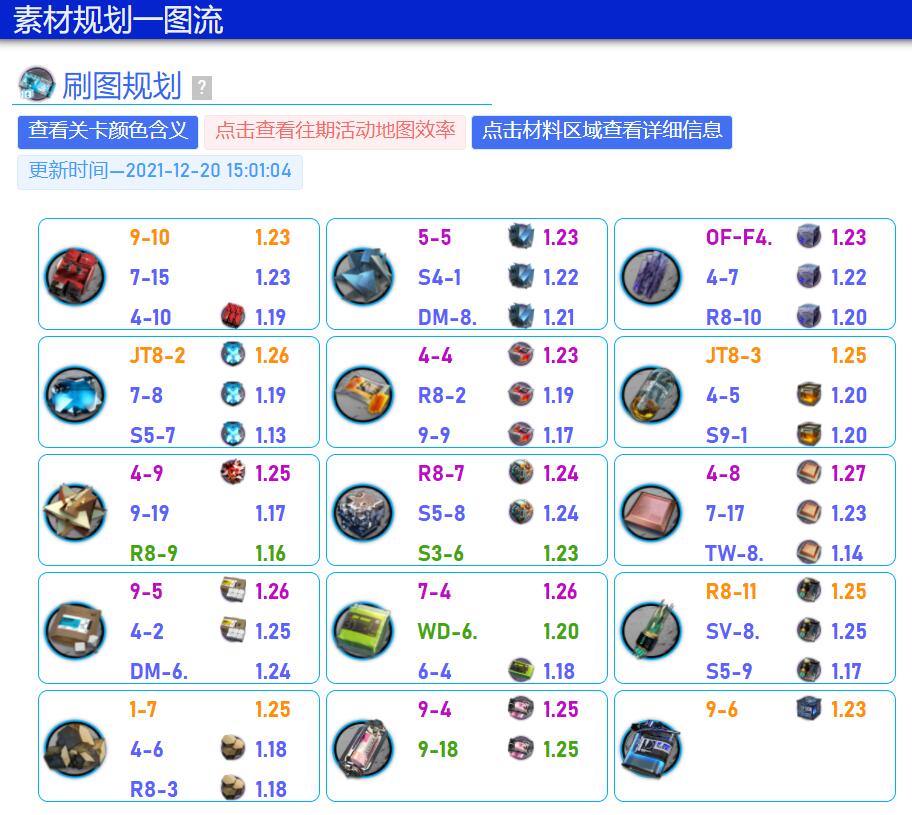 素材规划一图流
刷图规划 ?
查看关卡颜色含义 点击查看往期活动地图效率 点击材料区域查看详细信息
更新时间—2021-12-20 15:01:04
9-10 1.23
7-15 1.23
4-10 1.19
5-5 1.23
S4-1 1.22
DM-8. 1.21
OF-F4. 1.23
4-7 1.22
R8-10 1.20
JT8-2 1.26
7-8 1.19
S5-7 1.13
4-4 1.23
R8-2 1.19
9-9 1.17
JT8-3 1.25
4-5 1.20
S9-1 1.20
4-9 1.25
9-19 1.17
R8-9 1.16
R8-7 1.24
S5-8 1.24
S3-6 1.23
4-8 1.27
7-17 1.23
TW-8. 1.14
9-5 1.26
4-2 1.25
DM-6. 1.24
7-4 1.26
WD-6. 1.20
6-4 1.18
R8-11 1.25
SV-8. 1.25
S5-9 1.17
1-7 1.25
4-6 1.18
R8-3 1.18
9-4 1.25
9-18 1.25
9-6 1.23